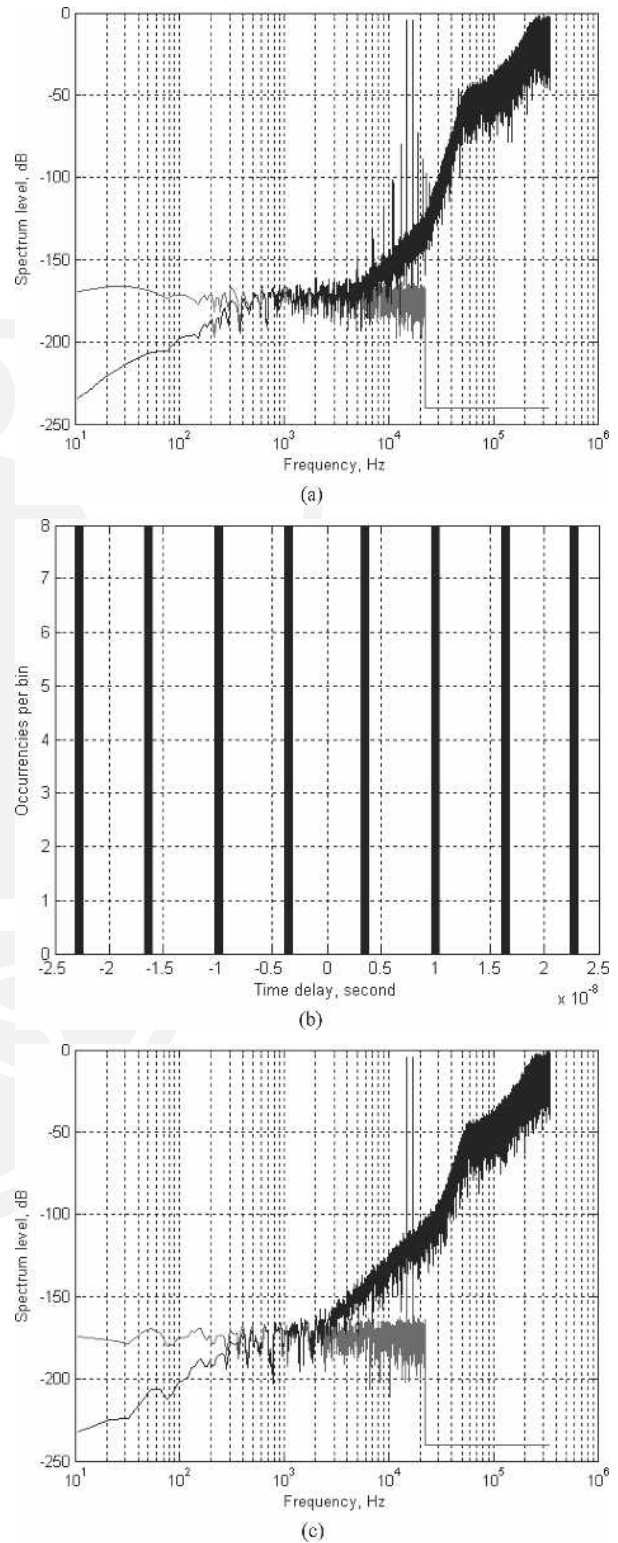 0
-50
-100
-150
-200
-250
Spectrum level, dB
10^1 10^2 10^3 10^4 10^5 10^6
Frequency, Hz
(a)
8
7
6
5
4
3
2
1
0
Occurrencies per bin
-2.5 -2 -1.5 -1 -0.5 0 0.5 1 1.5 2 2.5
Time delay, second
x 10^-8
(b)
0
-50
-100
-150
-200
-250
Spectrum level, dB
10^1 10^2 10^3 10^4 10^5 10^6
Frequency, Hz
(c)